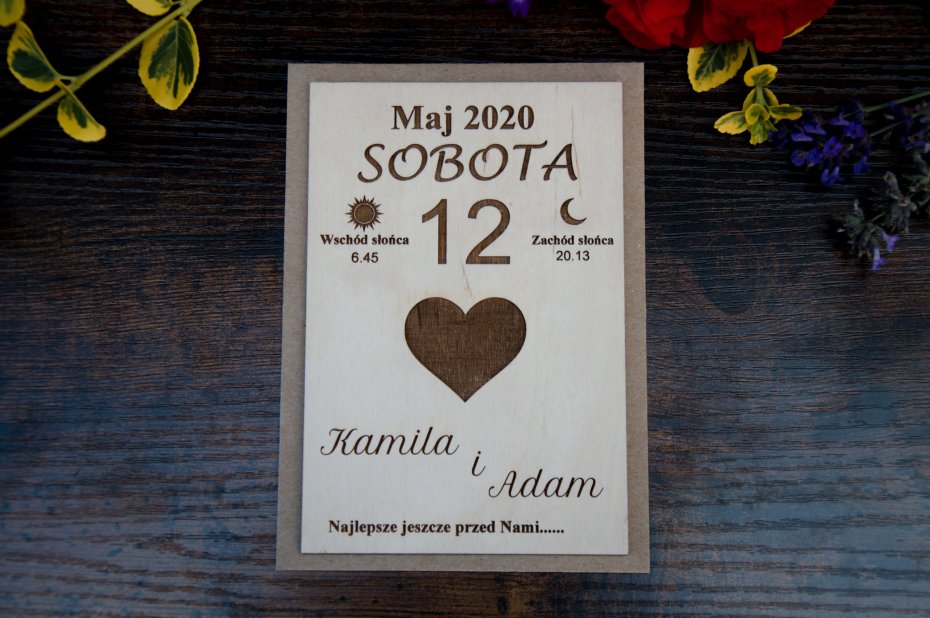 Maj 2020
SOBOTA
12
Wschód słońca
6.45
Zachód słońca
20.13
Kamila
i
Adam
Najlepsze jeszcze przed Nami......